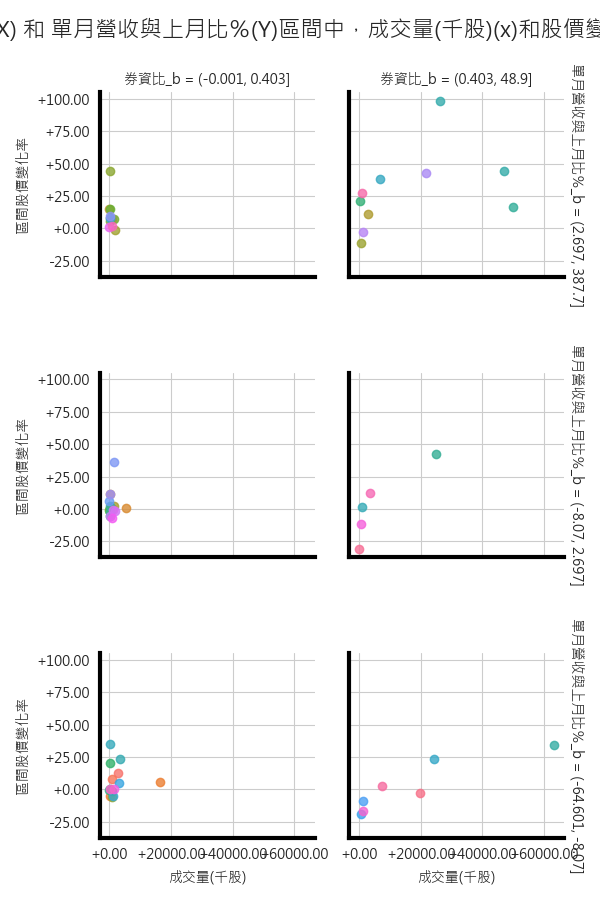 X) 和 單月營收與上月比%(Y)區間中，成交量(千股)(x)和股價變
券資比_b = (-0.001, 0.403]
券資比_b = (0.403, 48.9]
+100.00
+75.00
+50.00
+25.00
+0.00
-25.00
區間股價變化率
單月營收與上月比%_b = (2.697, 387.7]
+100.00
+75.00
+50.00
+25.00
+0.00
-25.00
區間股價變化率
單月營收與上月比%_b = (-8.07, 2.697]
+100.00
+75.00
+50.00
+25.00
+0.00
-25.00
區間股價變化率
單月營收與上月比%_b = (-64.601, -8.07]
+0.00 +20000.00 +40000.00 +60000.00
+0.00 +20000.00 +40000.00 +60000.00
成交量(千股)
成交量(千股)